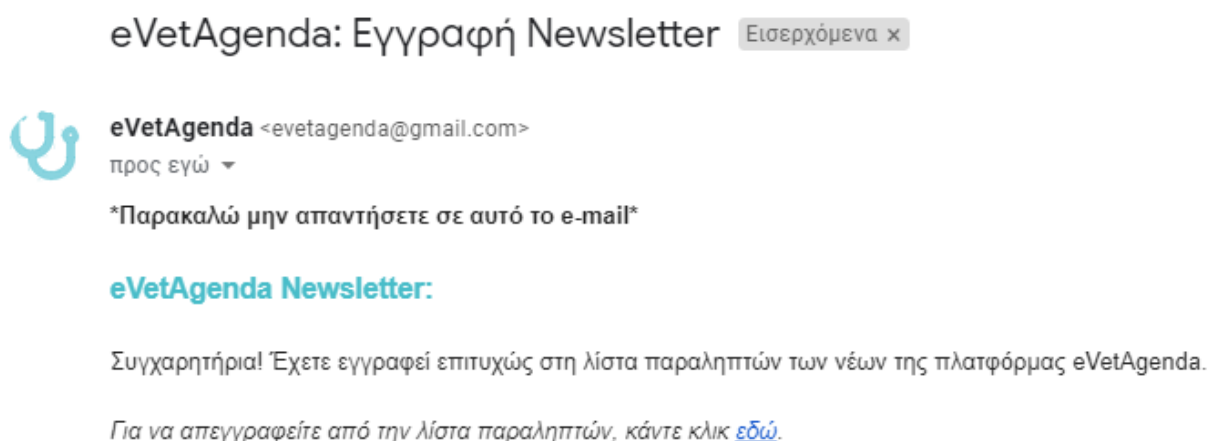 eVetAgenda: Εγγραφή Newsletter Εισερχόμενα ×
eVetAgenda <evetagenda@gmail.com>
προς εγώ
*Παρακαλώ μην απαντήσετε σε αυτό το e-mail*
eVetAgenda Newsletter:
Συγχαρητήρια! Έχετε εγγραφεί επιτυχώς στη λίστα παραληπτών των νέων της πλατφόρμας eVetAgenda.
Για να απεγγραφείτε από την λίστα παραληπτών, κάντε κλικ εδώ.